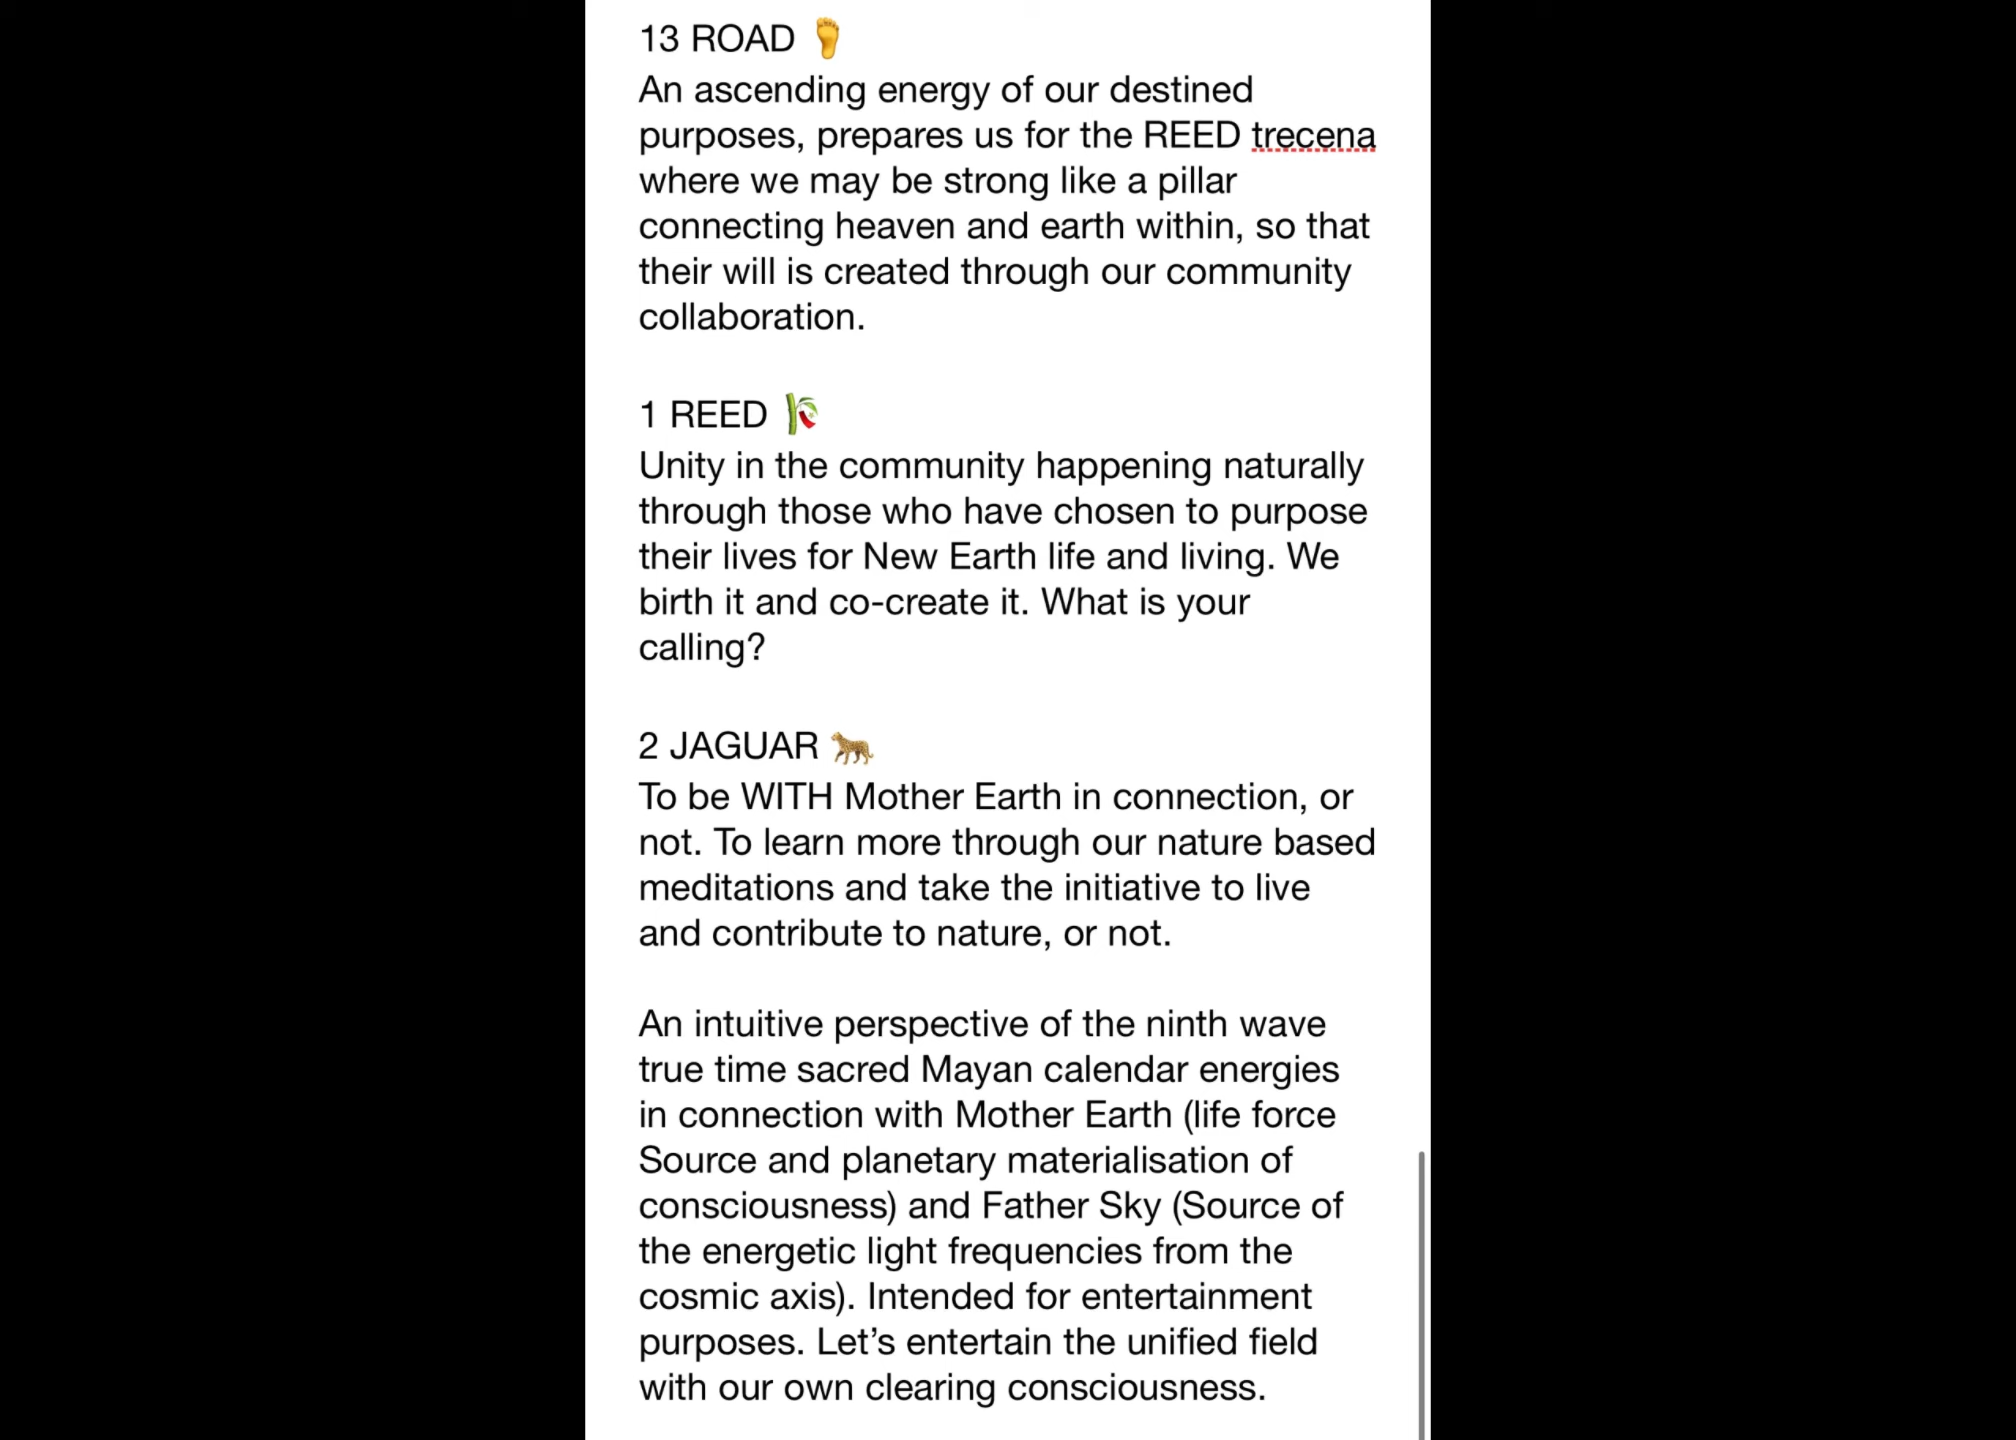 13 ROAD 🦶
An ascending energy of our destined
purposes, prepares us for the REED trecena
where we may be strong like a pillar
connecting heaven and earth within, so that
their will is created through our community
collaboration.
1 REED 🎋
Unity in the community happening naturally
through those who have chosen to purpose
their lives for New Earth life and living. We
birth it and co-create it. What is your
calling?
2 JAGUAR 🐆
To be WITH Mother Earth in connection, or
not. To learn more through our nature based
meditations and take the initiative to live
and contribute to nature, or not.
An intuitive perspective of the ninth wave
true time sacred Mayan calendar energies
in connection with Mother Earth (life force
Source and planetary materialisation of
consciousness) and Father Sky (Source of
the energetic light frequencies from the
cosmic axis). Intended for entertainment
purposes. Let’s entertain the unified field
with our own clearing consciousness.